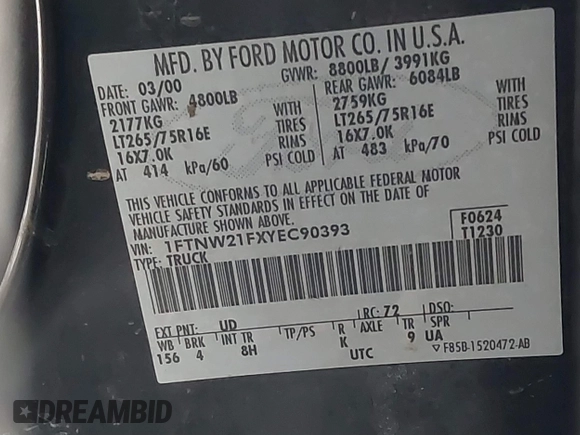 MFD. BY FORD MOTOR CO. IN U.S.A.
DATE: 03/00 GVWR: 8800LB/ 3991KG
FRONT GAWR: 4800LB REAR GAWR: 6084LB
2177KG WITH 2759KG WITH
LT265/75R16E TIRES LT265/75R16E TIRES
16X7.0K RIMS 16X7.0K RIMS
AT 414 kPa/60 PSI COLD AT 483 kPa/70 PSI COLD
THIS VEHICLE CONFORMS TO ALL APPLICABLE FEDERAL MOTOR
VEHICLE SAFETY STANDARDS IN EFFECT ON THE DATE OF
MANUFACTURE SHOWN ABOVE.
VIN: 1FTNW21FXYEC90393 F0624
TYPE: TRUCK T1230
EXT PNT: UD RC: 72 DSO:
WB BRK INT TR TP/PS R AXLE TR SPR
156 4 8H K 9 UA
UTC ▽ F85B-1520472-AB
DREAMBID